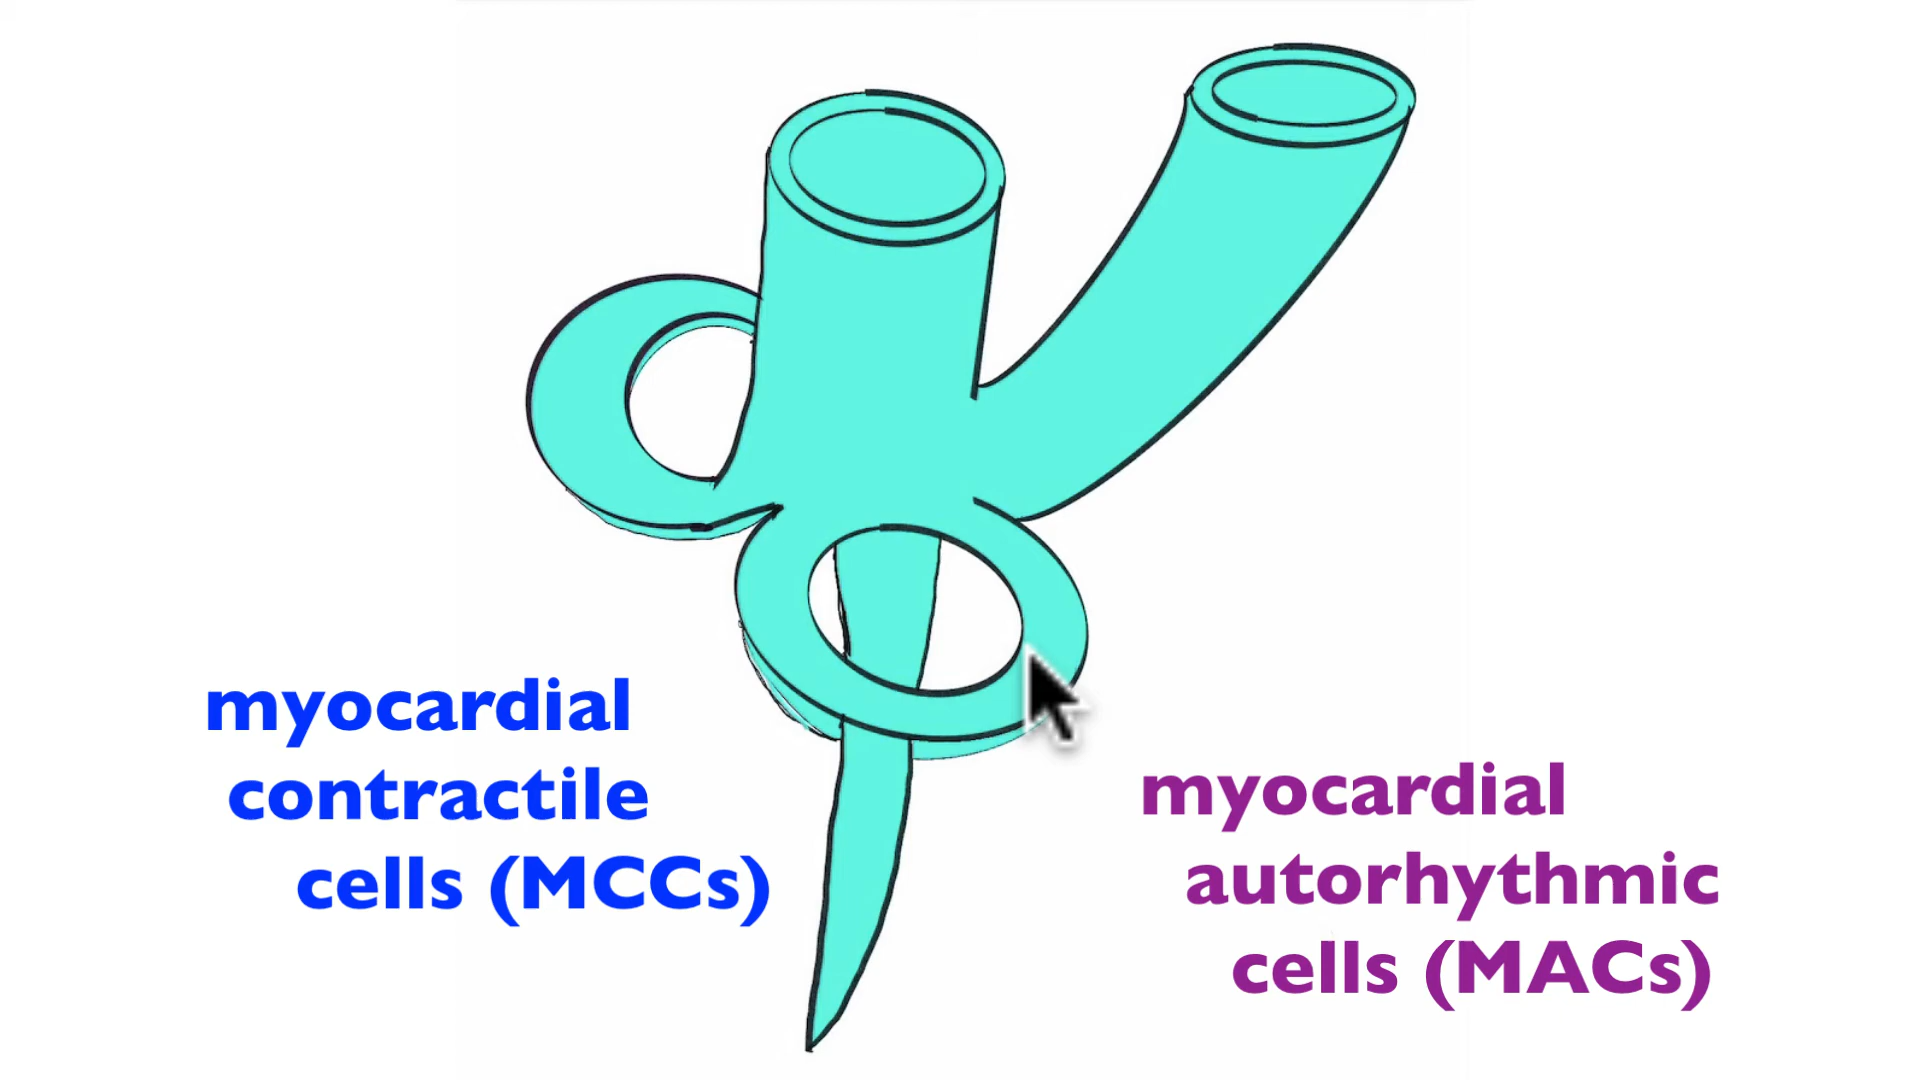 myocardial
contractile
cells (MCCs)
myocardial
autorhythmic
cells (MACs)